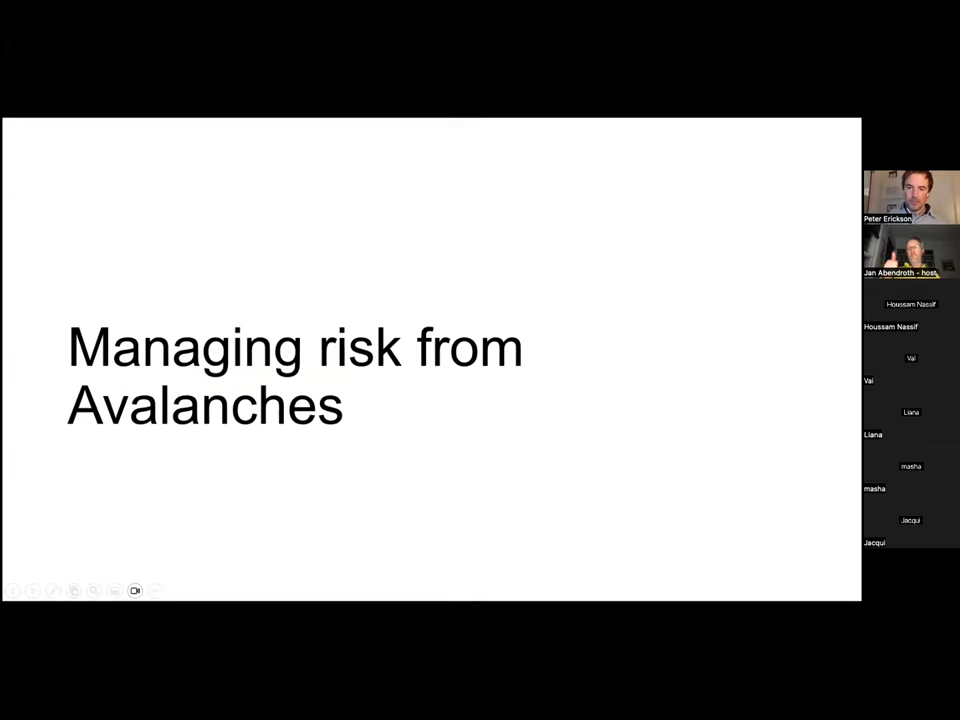 Managing risk from
Avalanches
Peter Erickson
Jan Abendroth - host
Houssam Nassif
Houssam Nassif
Vai
Vai
Liana
Liana
masha
masha
Jacqui
Jacqui